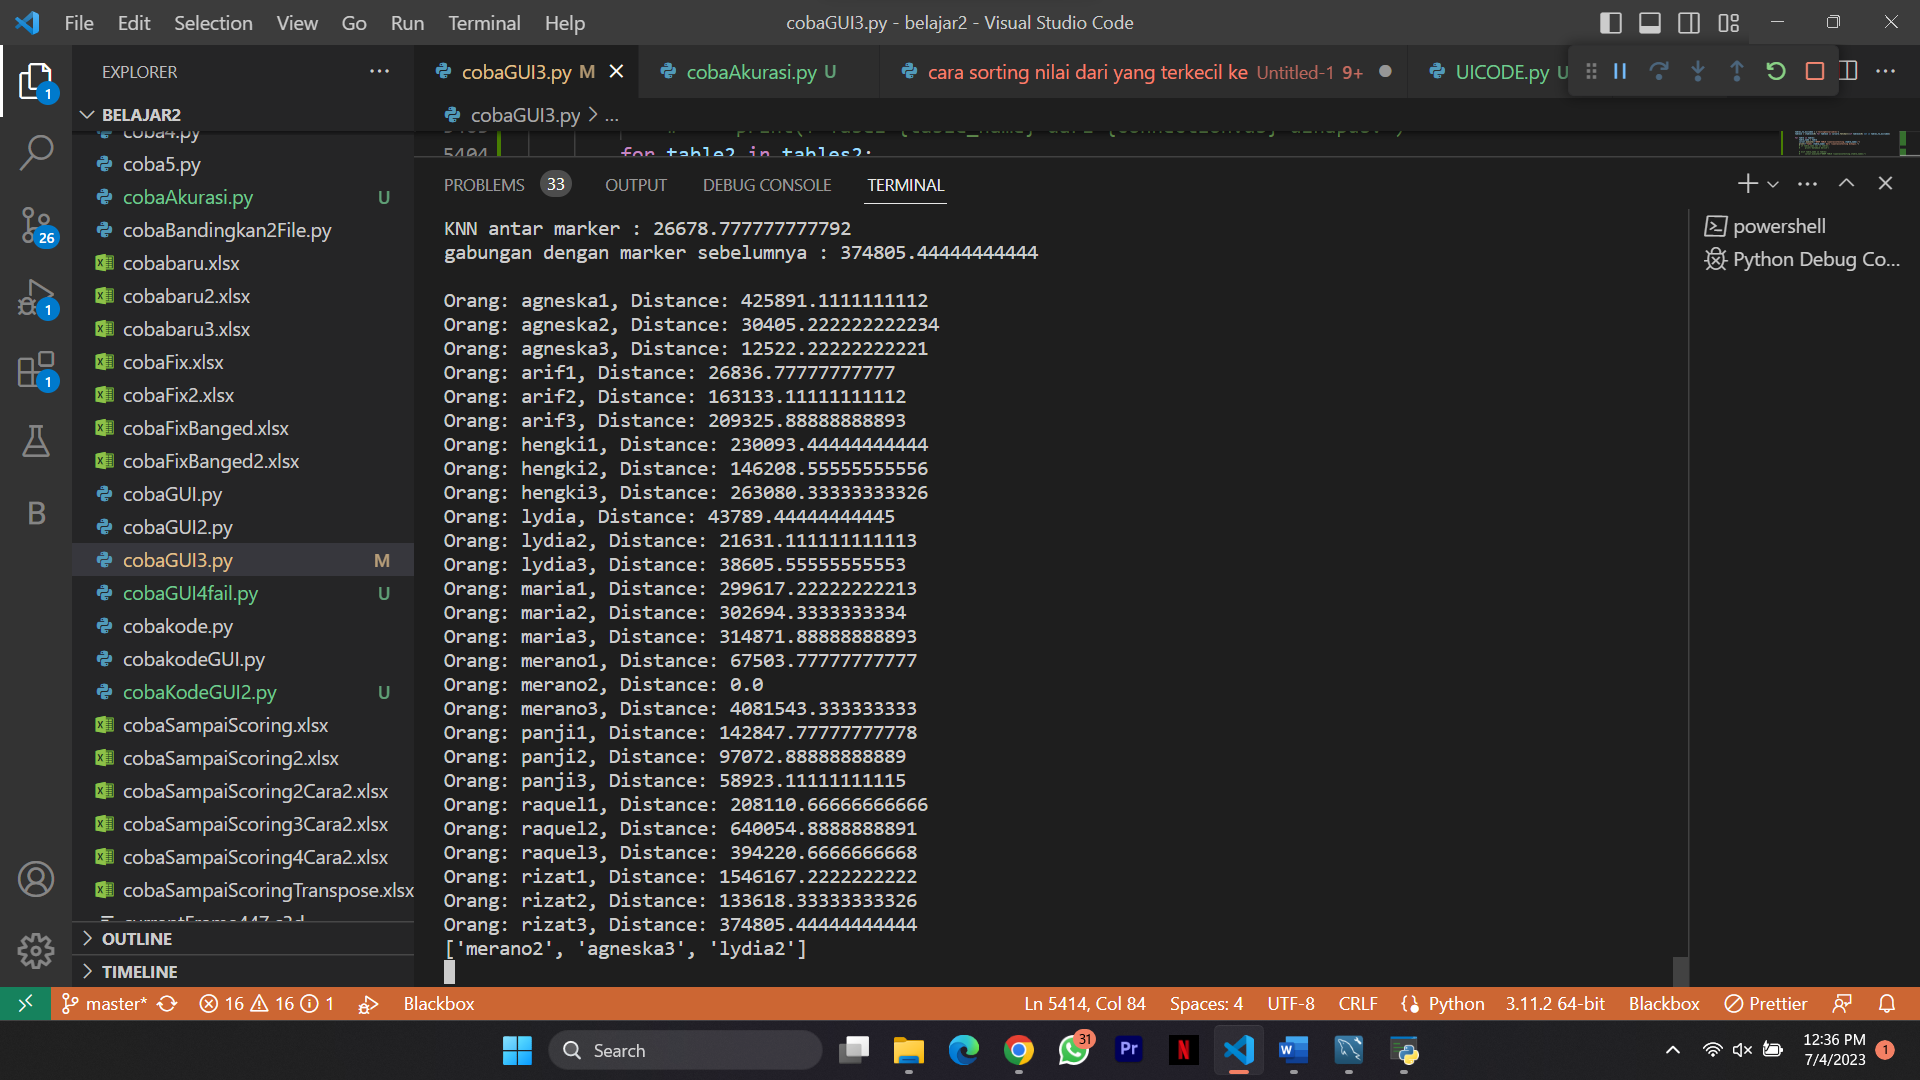 File Edit Selection View Go Run Terminal Help
cobaGUI3.py - belajar2 - Visual Studio Code
EXPLORER
cobaGUI3.py M
cobaAkurasi.py U
cara sorting nilai dari yang terkecil ke Untitled-1 9+
UICODE.py U
BELAJAR2
coba4.py
coba5.py
cobaAkurasi.py U
cobaBandingkan2File.py
cobabaru.xlsx
cobabaru2.xlsx
cobabaru3.xlsx
cobaFix.xlsx
cobaFix2.xlsx
cobaFixBanged.xlsx
cobaFixBanged2.xlsx
cobaGUI.py
cobaGUI2.py
cobaGUI3.py M
cobaGUI4fail.py U
cobakode.py
cobakodeGUI.py
cobaKodeGUI2.py U
cobaSampaiScoring.xlsx
cobaSampaiScoring2.xlsx
cobaSampaiScoring2Cara2.xlsx
cobaSampaiScoring3Cara2.xlsx
cobaSampaiScoring4Cara2.xlsx
cobaSampaiScoringTranspose.xlsx
OUTLINE
TIMELINE
1
26
1
1
B
cobaGUI3.py > ...
5404 for table2 in tables2:
PROBLEMS 33 OUTPUT DEBUG CONSOLE TERMINAL
powershell
Python Debug Co...
KNN antar marker : 26678.777777777792
gabungan dengan marker sebelumnya : 374805.44444444444
Orang: agneska1, Distance: 425891.1111111112
Orang: agneska2, Distance: 30405.222222222234
Orang: agneska3, Distance: 12522.22222222221
Orang: arif1, Distance: 26836.77777777777
Orang: arif2, Distance: 163133.11111111112
Orang: arif3, Distance: 209325.88888888893
Orang: hengki1, Distance: 230093.44444444444
Orang: hengki2, Distance: 146208.55555555556
Orang: hengki3, Distance: 263080.33333333326
Orang: lydia, Distance: 43789.44444444445
Orang: lydia2, Distance: 21631.111111111113
Orang: lydia3, Distance: 38605.55555555553
Orang: maria1, Distance: 299617.22222222213
Orang: maria2, Distance: 302694.3333333334
Orang: maria3, Distance: 314871.88888888893
Orang: merano1, Distance: 67503.77777777777
Orang: merano2, Distance: 0.0
Orang: merano3, Distance: 4081543.333333333
Orang: panji1, Distance: 142847.77777777778
Orang: panji2, Distance: 97072.88888888889
Orang: panji3, Distance: 58923.11111111115
Orang: raquel1, Distance: 208110.66666666666
Orang: raquel2, Distance: 640054.8888888891
Orang: raquel3, Distance: 394220.6666666668
Orang: rizat1, Distance: 1546167.2222222222
Orang: rizat2, Distance: 133618.33333333326
Orang: rizat3, Distance: 374805.44444444444
['merano2', 'agneska3', 'lydia2']
master* 16 16 1 Blackbox
Ln 5414, Col 84 Spaces: 4 UTF-8 CRLF Python 3.11.2 64-bit Blackbox Prettier
Search
31
Pr
N
W
12:36 PM
7/4/2023
1